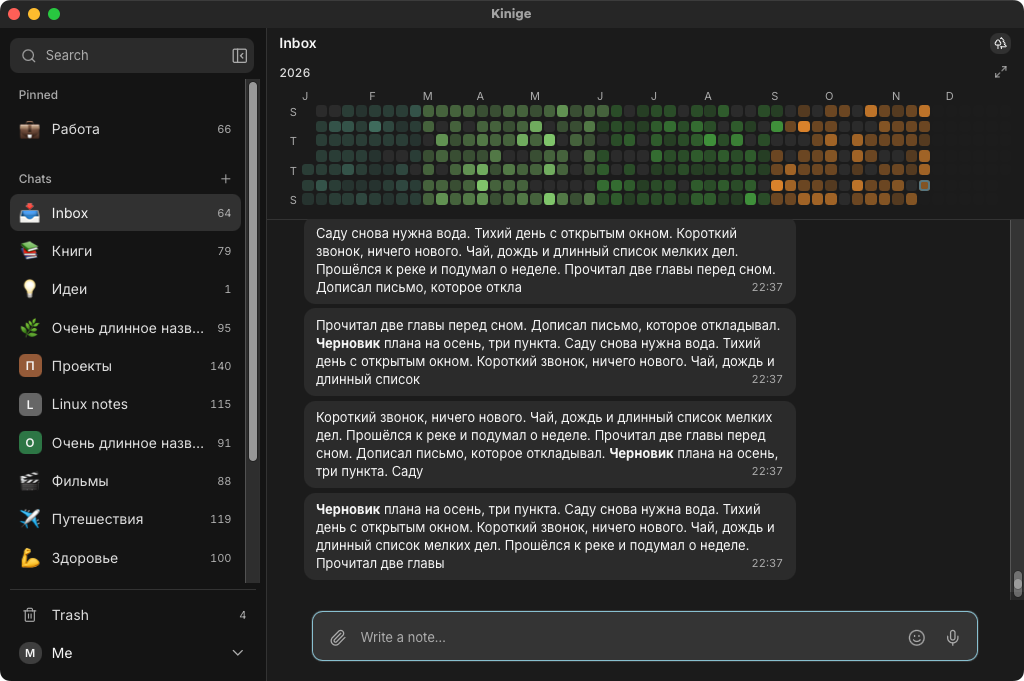 Kinige
Search
Pinned
Работа 66
Chats
Inbox 64
Книги 79
Идеи 1
Очень длинное назв... 95
П Проекты 140
L Linux notes 115
О Очень длинное назв... 91
Фильмы 88
Путешествия 119
Здоровье 100
Trash 4
M Me
Inbox
2026
J F M A M J J A S O N D
S
T
T
S
Саду снова нужна вода. Тихий день с открытым окном. Короткий
звонок, ничего нового. Чай, дождь и длинный список мелких дел.
Прошёлся к реке и подумал о неделе. Прочитал две главы перед сном.
Дописал письмо, которое откла 22:37
Прочитал две главы перед сном. Дописал письмо, которое откладывал.
Черновик плана на осень, три пункта. Саду снова нужна вода. Тихий
день с открытым окном. Короткий звонок, ничего нового. Чай, дождь и
длинный список 22:37
Короткий звонок, ничего нового. Чай, дождь и длинный список мелких
дел. Прошёлся к реке и подумал о неделе. Прочитал две главы перед
сном. Дописал письмо, которое откладывал. Черновик плана на осень,
три пункта. Саду 22:37
Черновик плана на осень, три пункта. Саду снова нужна вода. Тихий
день с открытым окном. Короткий звонок, ничего нового. Чай, дождь и
длинный список мелких дел. Прошёлся к реке и подумал о неделе.
Прочитал две главы 22:37
Write a note...